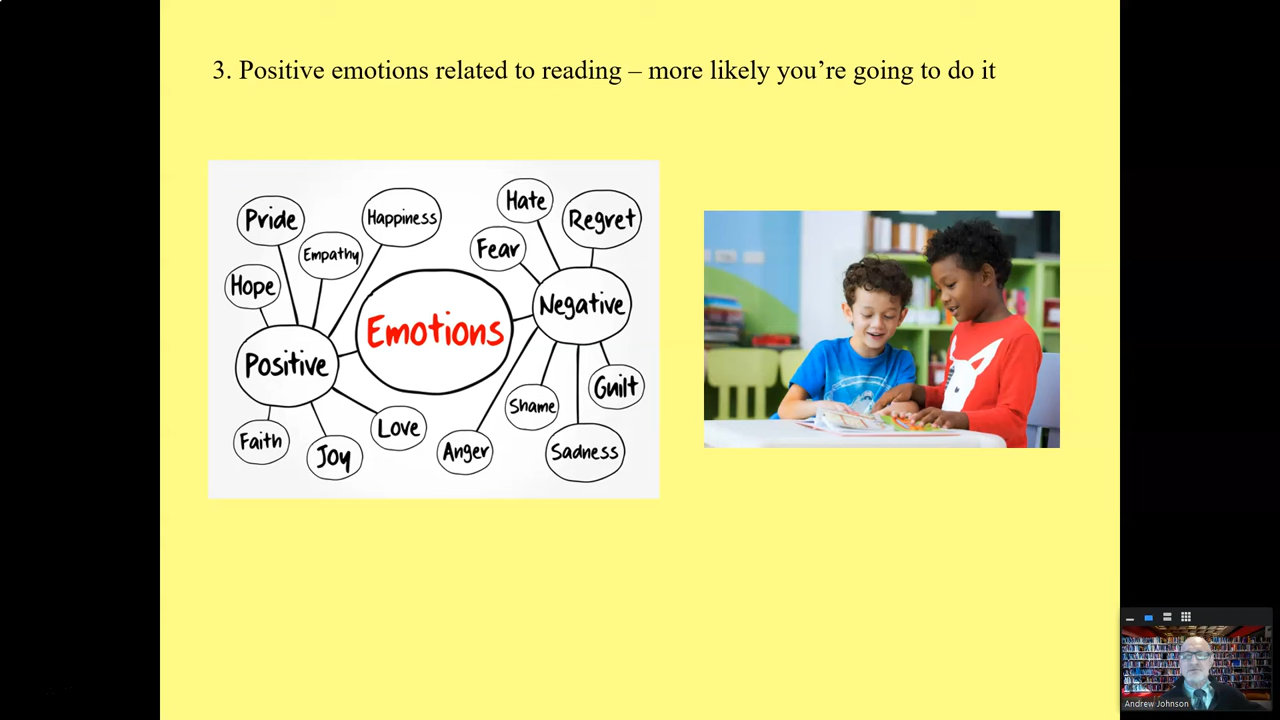 3. Positive emotions related to reading – more likely you’re going to do it
Pride
Empathy
Happiness
Hope
Positive
Faith
Joy
Love
Emotions
Hate
Regret
Fear
Negative
Guilt
Shame
Anger
Sadness
Andrew Johnson